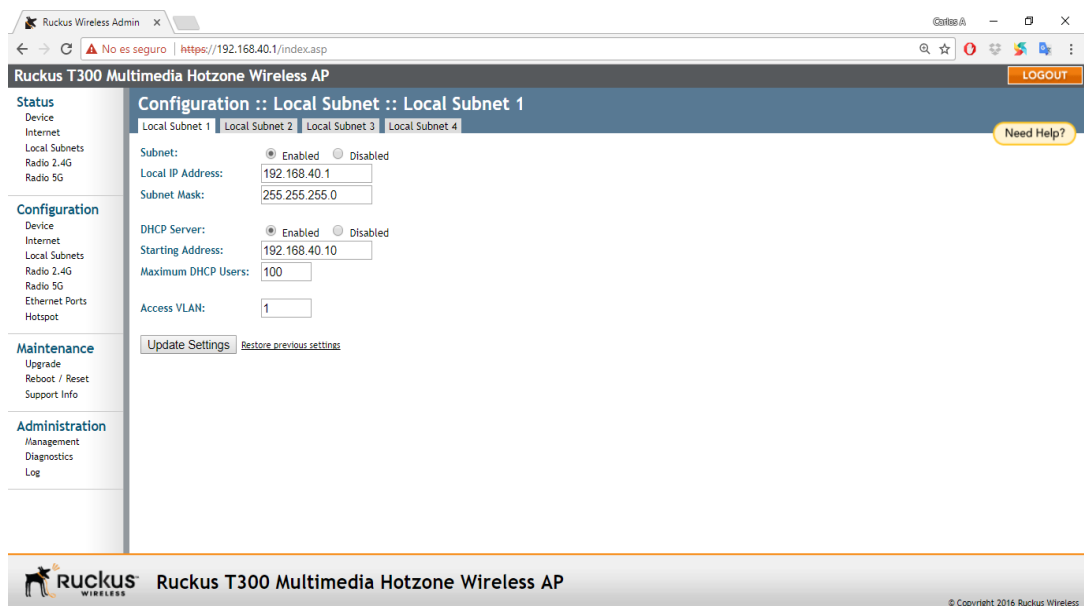 Ruckus Wireless Admin
Carlos A
No es seguro | https://192.168.40.1/index.asp
Ruckus T300 Multimedia Hotzone Wireless AP
LOGOUT
Status
Device
Internet
Local Subnets
Radio 2.4G
Radio 5G
Configuration
Device
Internet
Local Subnets
Radio 2.4G
Radio 5G
Ethernet Ports
Hotspot
Maintenance
Upgrade
Reboot / Reset
Support Info
Administration
Management
Diagnostics
Log
Configuration :: Local Subnet :: Local Subnet 1
Local Subnet 1 Local Subnet 2 Local Subnet 3 Local Subnet 4
Need Help?
Subnet: Enabled Disabled
Local IP Address: 192.168.40.1
Subnet Mask: 255.255.255.0
DHCP Server: Enabled Disabled
Starting Address: 192.168.40.10
Maximum DHCP Users: 100
Access VLAN: 1
Update Settings Restore previous settings
RUCKUS WIRELESS
Ruckus T300 Multimedia Hotzone Wireless AP
© Copyright 2016 Ruckus Wireless